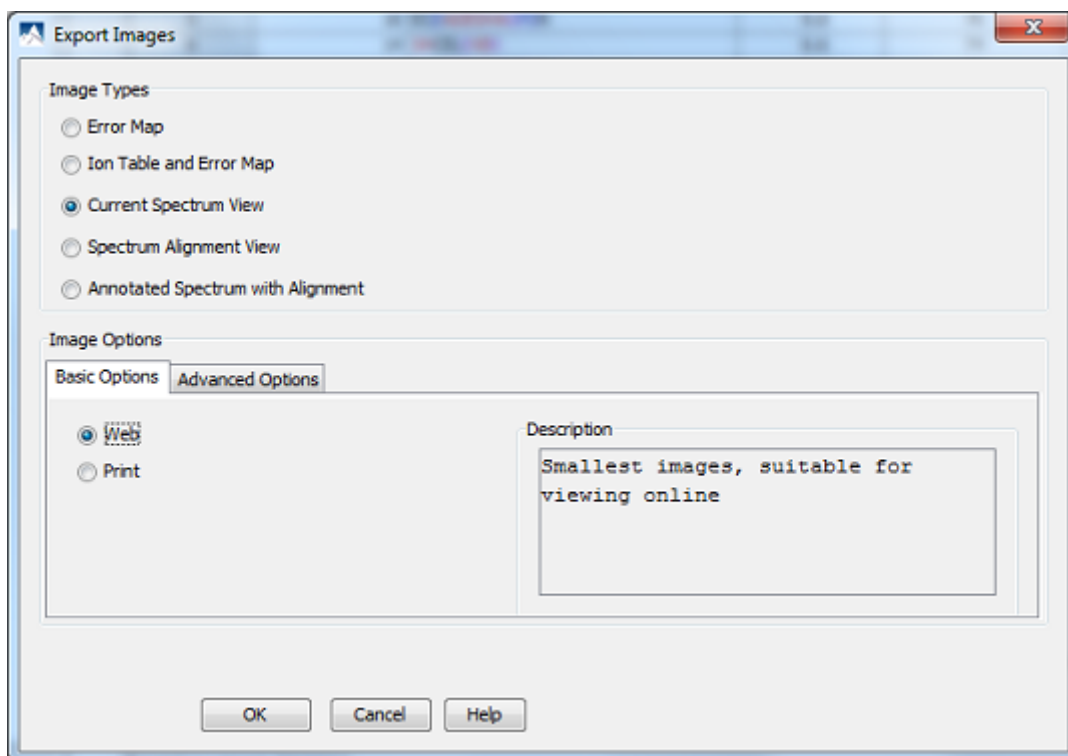 Export Images
Image Types
Error Map
Ion Table and Error Map
Current Spectrum View
Spectrum Alignment View
Annotated Spectrum with Alignment
Image Options
Basic Options Advanced Options
Web
Print
Description
Smallest images, suitable for
viewing online
OK Cancel Help